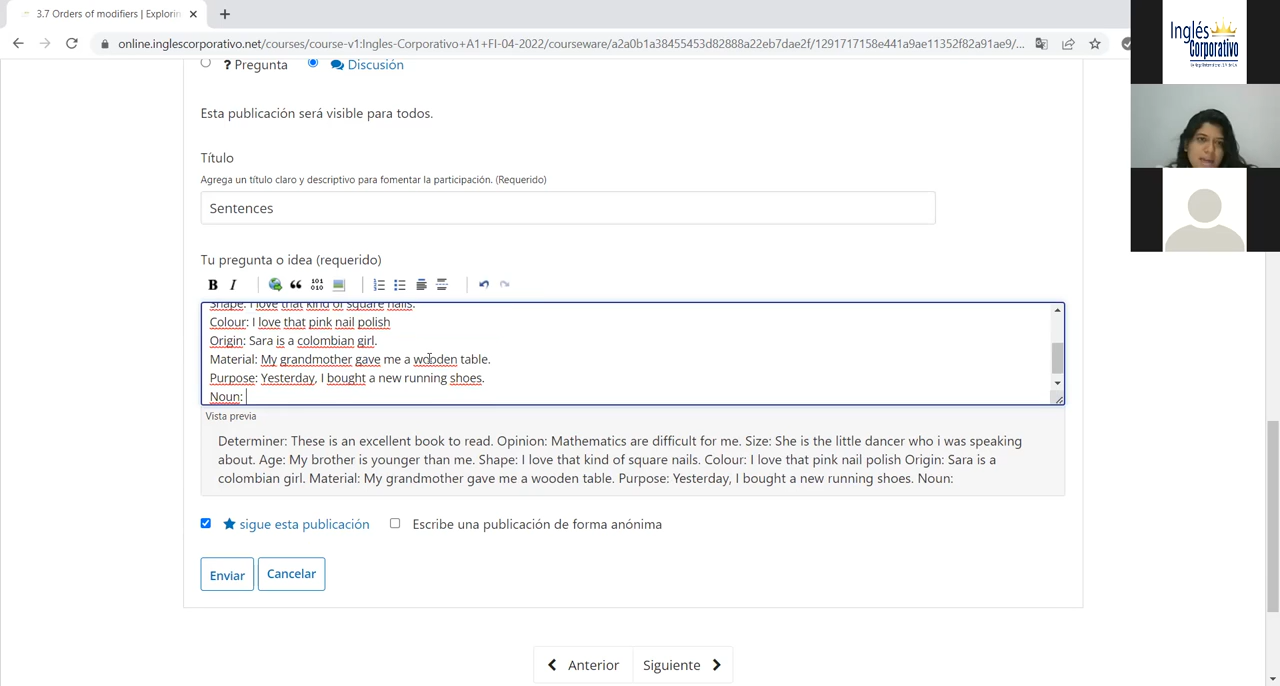 3.7 Orders of modifiers | Explorin
online.inglescorporativo.net/courses/course-v1:Ingles-Corporativo+A1+FI-04-2022/courseware/a2a0b1a38455453d82888a22eb7dae2f/1291717158e441a9ae11352f82a91ae9/...
Inglés
Corporativo
? Pregunta
Discusión
Esta publicación será visible para todos.
Título
Agrega un título claro y descriptivo para fomentar la participación. (Requerido)
Sentences
Tu pregunta o idea (requerido)
B I
Shape: I love that kind of square nails.
Colour: I love that pink nail polish
Origin: Sara is a colombian girl.
Material: My grandmother gave me a wooden table.
Purpose: Yesterday, I bought a new running shoes.
Noun:
Vista previa
Determiner: These is an excellent book to read. Opinion: Mathematics are difficult for me. Size: She is the little dancer who i was speaking
about. Age: My brother is younger than me. Shape: I love that kind of square nails. Colour: I love that pink nail polish Origin: Sara is a
colombian girl. Material: My grandmother gave me a wooden table. Purpose: Yesterday, I bought a new running shoes. Noun:
sigue esta publicación
Escribe una publicación de forma anónima
Enviar
Cancelar
Anterior
Siguiente